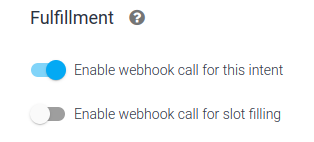 Fulfillment ?
Enable webhook call for this intent
Enable webhook call for slot filling